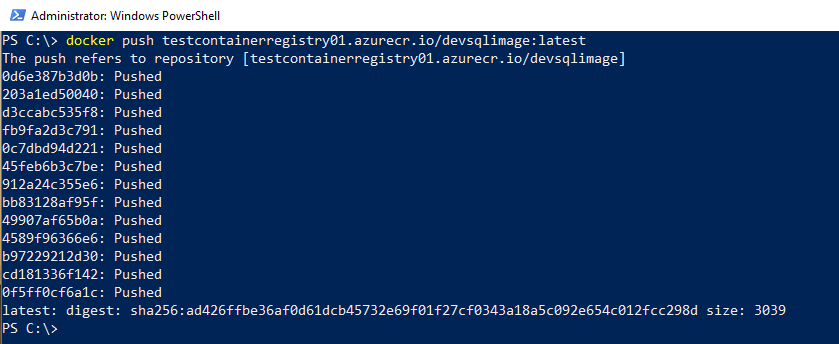 Administrator: Windows PowerShell
PS C:\> docker push testcontainerregistry01.azurecr.io/devsqlimage:latest
The push refers to repository [testcontainerregistry01.azurecr.io/devsqlimage]
0d6e387b3d0b: Pushed
203a1ed50040: Pushed
d3ccabc535f8: Pushed
fb9fa2d3c791: Pushed
0c7dbd94d221: Pushed
45feb6b3c7be: Pushed
912a24c355e6: Pushed
bb83128af95f: Pushed
49907af65b0a: Pushed
4589f96366e6: Pushed
b97229212d30: Pushed
cd181336f142: Pushed
0f5ff0cf6a1c: Pushed
latest: digest: sha256:ad426ffbe36af0d61dcb45732e69f01f27cf0343a18a5c092e654c012fcc298d size: 3039
PS C:\>